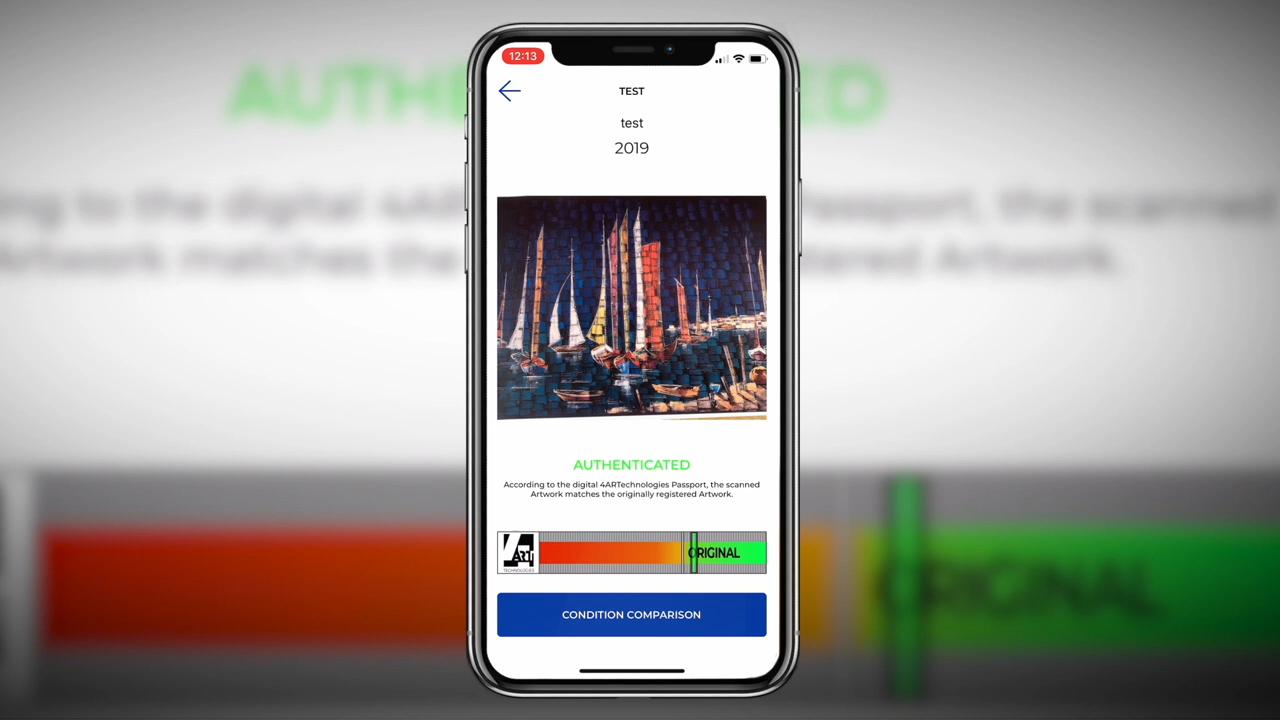 12:13
TEST
test
2019
AUTHENTICATED
According to the digital 4ARTechnologies Passport, the scanned
Artwork matches the originally registered Artwork.
4ART
TECHNOLOGIES
ORIGINAL
CONDITION COMPARISON